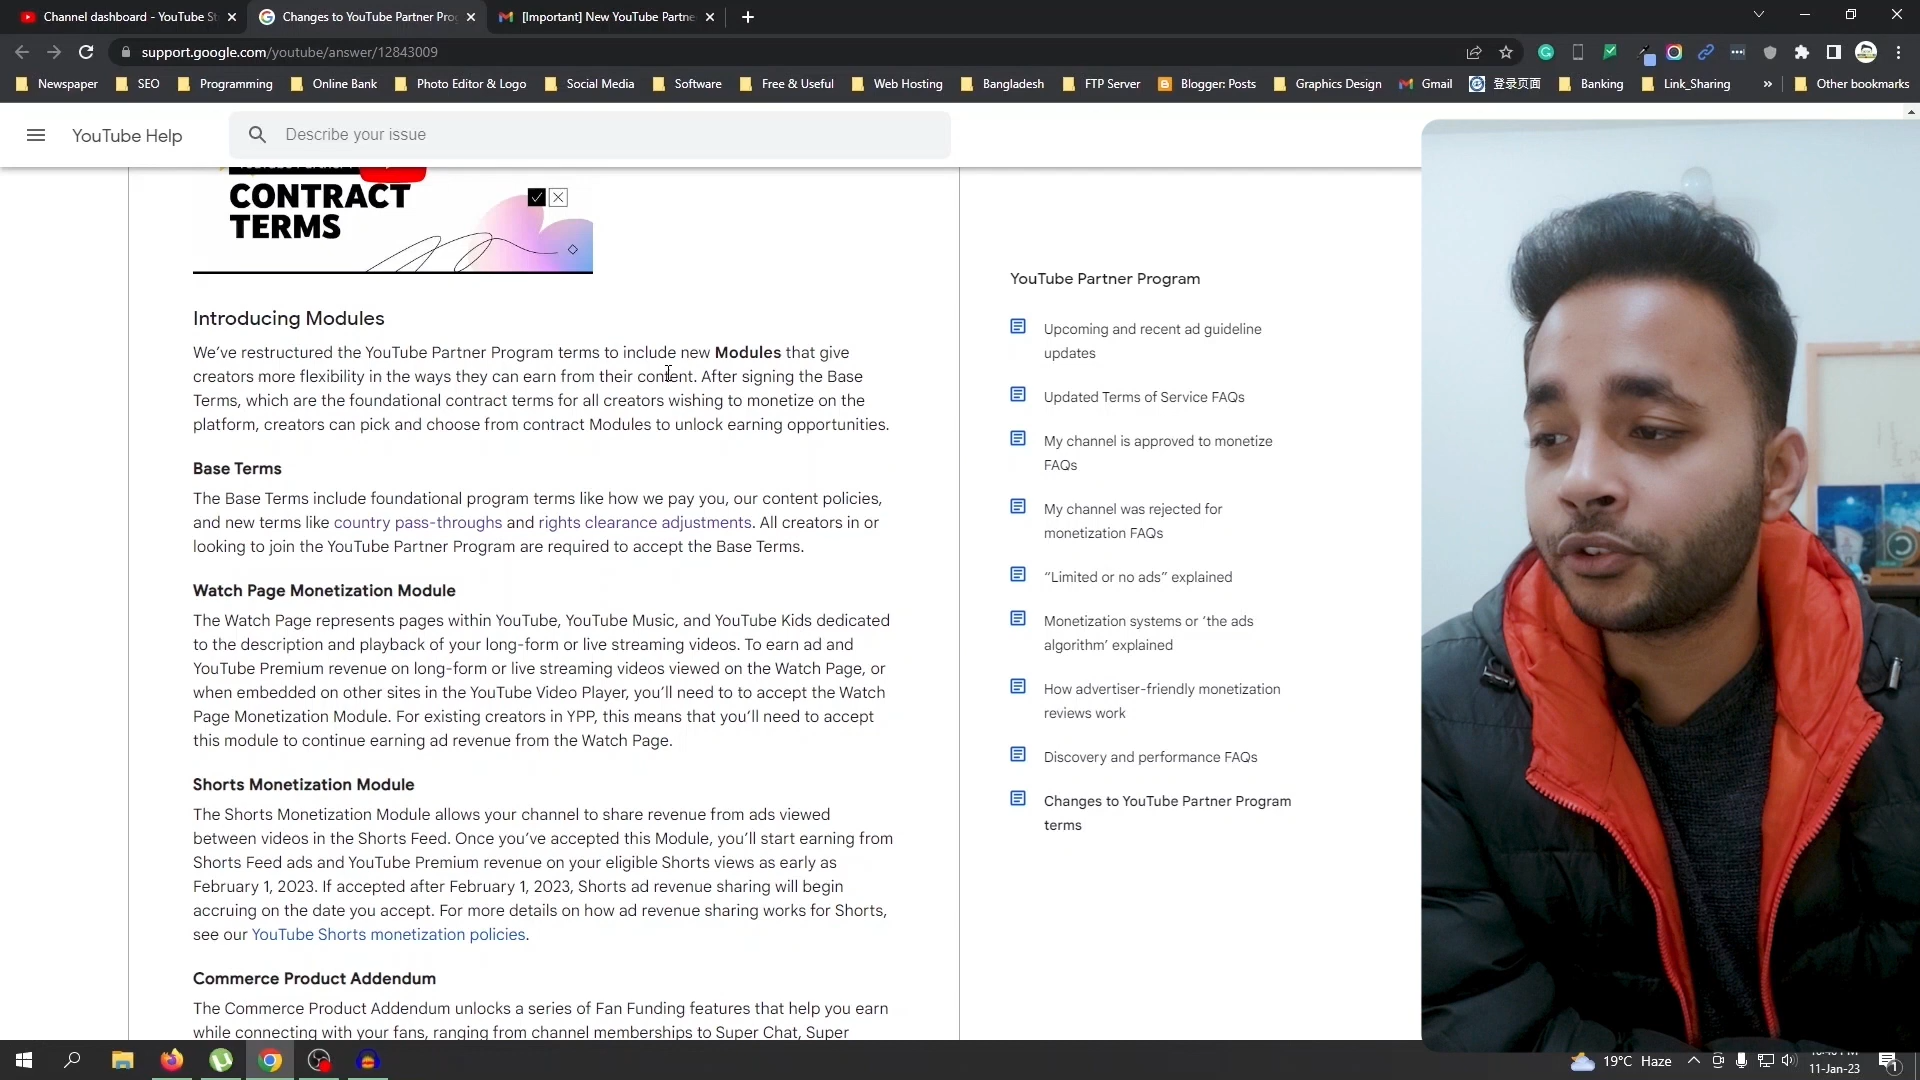 Channel dashboard - YouTube St
Changes to YouTube Partner Prog
[Important] New YouTube Partne
support.google.com/youtube/answer/12843009
Newspaper
SEO
Programming
Online Bank
Photo Editor & Logo
Social Media
Software
Free & Useful
Web Hosting
Bangladesh
FTP Server
Blogger Posts
Graphics Design
Gmail
登录页面
Banking
Link_Sharing
Other bookmarks
YouTube Help
Describe your issue
CONTRACT
TERMS
Introducing Modules
We’ve restructured the YouTube Partner Program terms to include new Modules that give
creators more flexibility in the ways they can earn from their content. After signing the Base
Terms, which are the foundational contract terms for all creators wishing to monetize on the
platform, creators can pick and choose from contract Modules to unlock earning opportunities.
Base Terms
The Base Terms include foundational program terms like how we pay you, our content policies,
and new terms like country pass-throughs and rights clearance adjustments. All creators in or
looking to join the YouTube Partner Program are required to accept the Base Terms.
Watch Page Monetization Module
The Watch Page represents pages within YouTube, YouTube Music, and YouTube Kids dedicated
to the description and playback of your long-form or live streaming videos. To earn ad and
YouTube Premium revenue on long-form or live streaming videos viewed on the Watch Page, or
when embedded on other sites in the YouTube Video Player, you’ll need to to accept the Watch
Page Monetization Module. For existing creators in YPP, this means that you’ll need to accept
this module to continue earning ad revenue from the Watch Page.
Shorts Monetization Module
The Shorts Monetization Module allows your channel to share revenue from ads viewed
between videos in the Shorts Feed. Once you’ve accepted this Module, you’ll start earning from
Shorts Feed ads and YouTube Premium revenue on your eligible Shorts views as early as
February 1, 2023. If accepted after February 1, 2023, Shorts ad revenue sharing will begin
accruing on the date you accept. For more details on how ad revenue sharing works for Shorts,
see our YouTube Shorts monetization policies.
Commerce Product Addendum
The Commerce Product Addendum unlocks a series of Fan Funding features that help you earn
while connecting with your fans, ranging from channel memberships to Super Chat, Super
YouTube Partner Program
Upcoming and recent ad guideline
updates
Updated Terms of Service FAQs
My channel is approved to monetize
FAQs
My channel was rejected for
monetization FAQs
“Limited or no ads” explained
Monetization systems or ‘the ads
algorithm’ explained
How advertiser-friendly monetization
reviews work
Discovery and performance FAQs
Changes to YouTube Partner Program
terms
19°C Haze
11-Jan-23
1